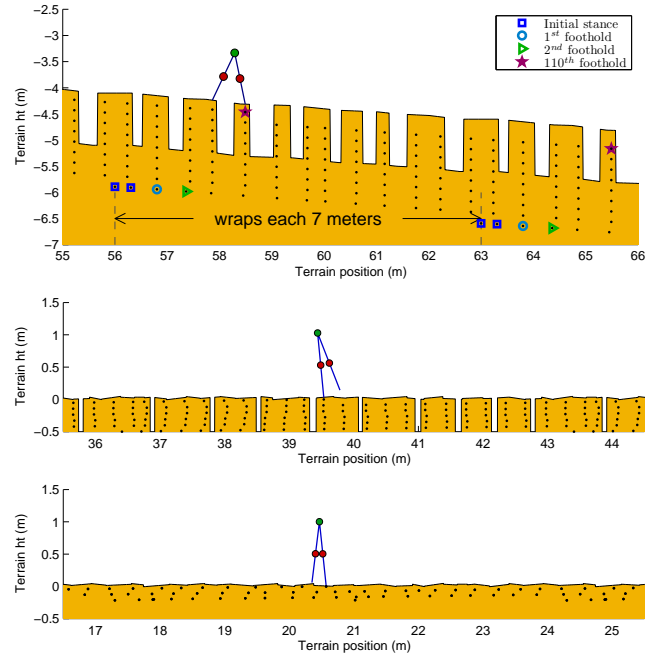 Initial stance
1st foothold
2nd foothold
110th foothold
Terrain ht (m)
-2.5
-3
-3.5
-4
-4.5
-5
-5.5
-6
-6.5
-7
wraps each 7 meters
55 56 57 58 59 60 61 62 63 64 65 66
Terrain position (m)
Terrain ht (m)
1.5
1
0.5
0
-0.5
36 37 38 39 40 41 42 43 44
Terrain position (m)
Terrain ht (m)
1.5
1
0.5
0
-0.5
17 18 19 20 21 22 23 24 25
Terrain position (m)